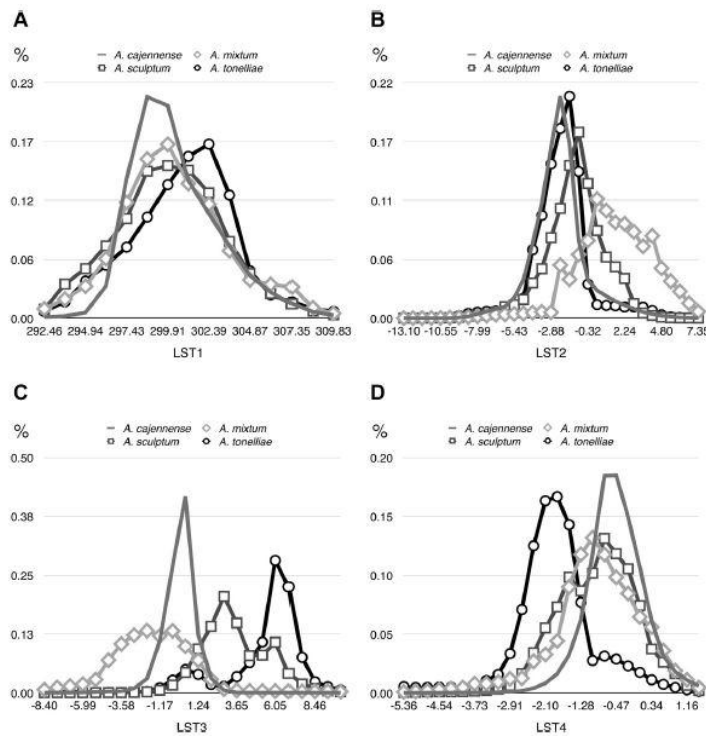 A
%
A. cajennense A. mixtum
A. sculptum A. tonelliae
0.23
0.17
0.12
0.06
0.00
292.46 294.94 297.43 299.91 302.39 304.87 307.35 309.83
LST1
B
%
A. cajennense A. mixtum
A. sculptum A. tonelliae
0.22
0.17
0.11
0.06
0.00
-13.10 -10.55 -7.99 -5.43 -2.88 -0.32 2.24 4.80 7.35
LST2
C
%
A. cajennense A. mixtum
A. sculptum A. tonelliae
0.50
0.38
0.25
0.13
0.00
-8.40 -5.99 -3.58 -1.17 1.24 3.65 6.05 8.46
LST3
D
%
A. cajennense A. mixtum
A. sculptum A. tonelliae
0.20
0.15
0.10
0.05
0.00
-5.36 -4.54 -3.73 -2.91 -2.10 -1.28 -0.47 0.34 1.16
LST4